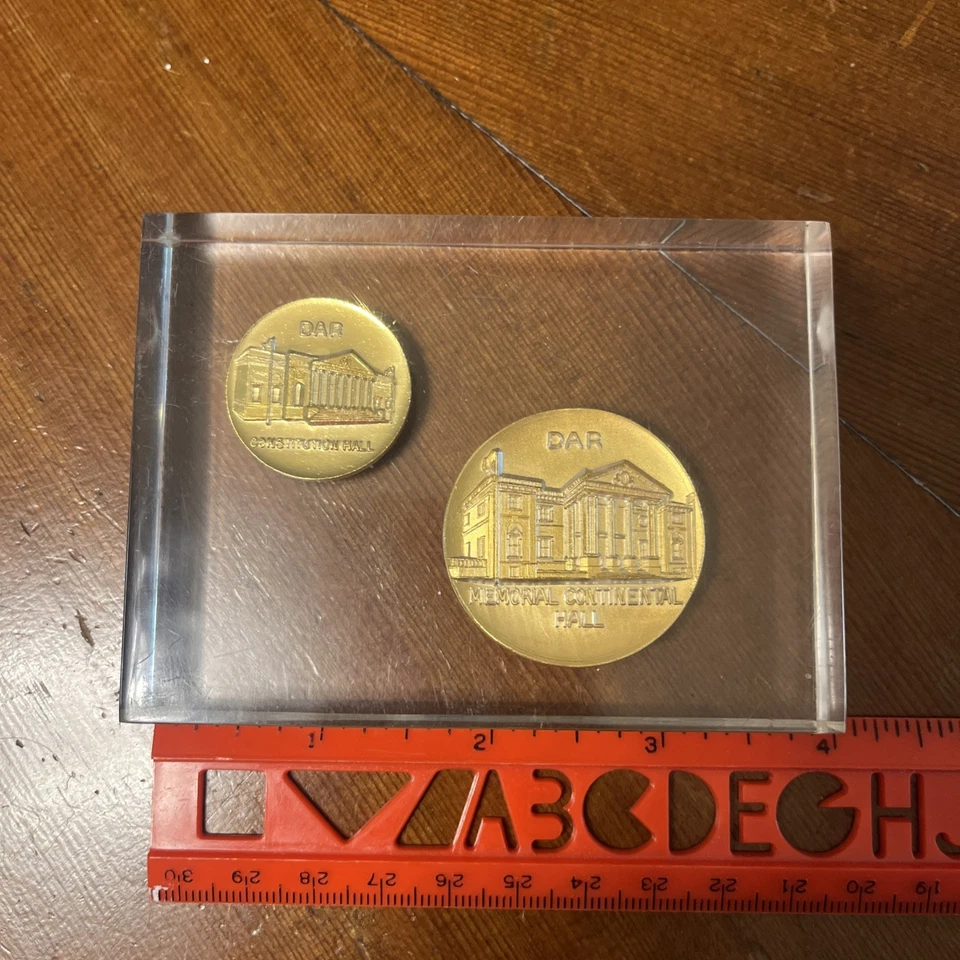 DAR
CONSTITUTION HALL
DAR
MEMORIAL CONTINENTAL
HALL
1 2 3 4
ABCDEGHJ
30 29 28 27 26 25 24 23 22 21 20 19